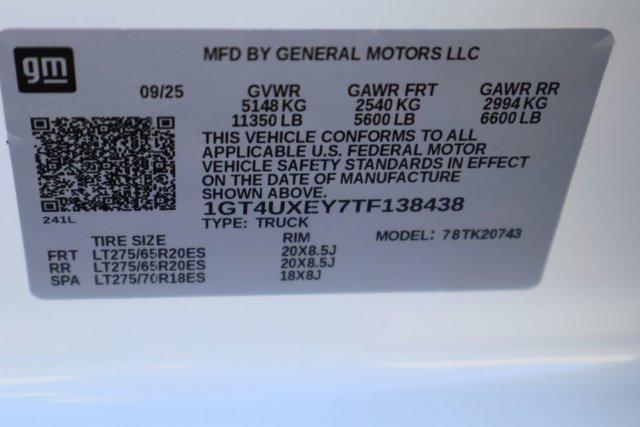 gm
MFD BY GENERAL MOTORS LLC
09/25 GVWR GAWR FRT GAWR RR
5148 KG 2540 KG 2994 KG
11350 LB 5600 LB 6600 LB
THIS VEHICLE CONFORMS TO ALL
APPLICABLE U.S. FEDERAL MOTOR
VEHICLE SAFETY STANDARDS IN EFFECT
ON THE DATE OF MANUFACTURE
SHOWN ABOVE.
1GT4UXEY7TF138438
241L
TYPE: TRUCK MODEL: 78TK20743
TIRE SIZE RIM
FRT LT275/65R20ES 20X8.5J
RR LT275/65R20ES 20X8.5J
SPA LT275/70R18ES 18X8J